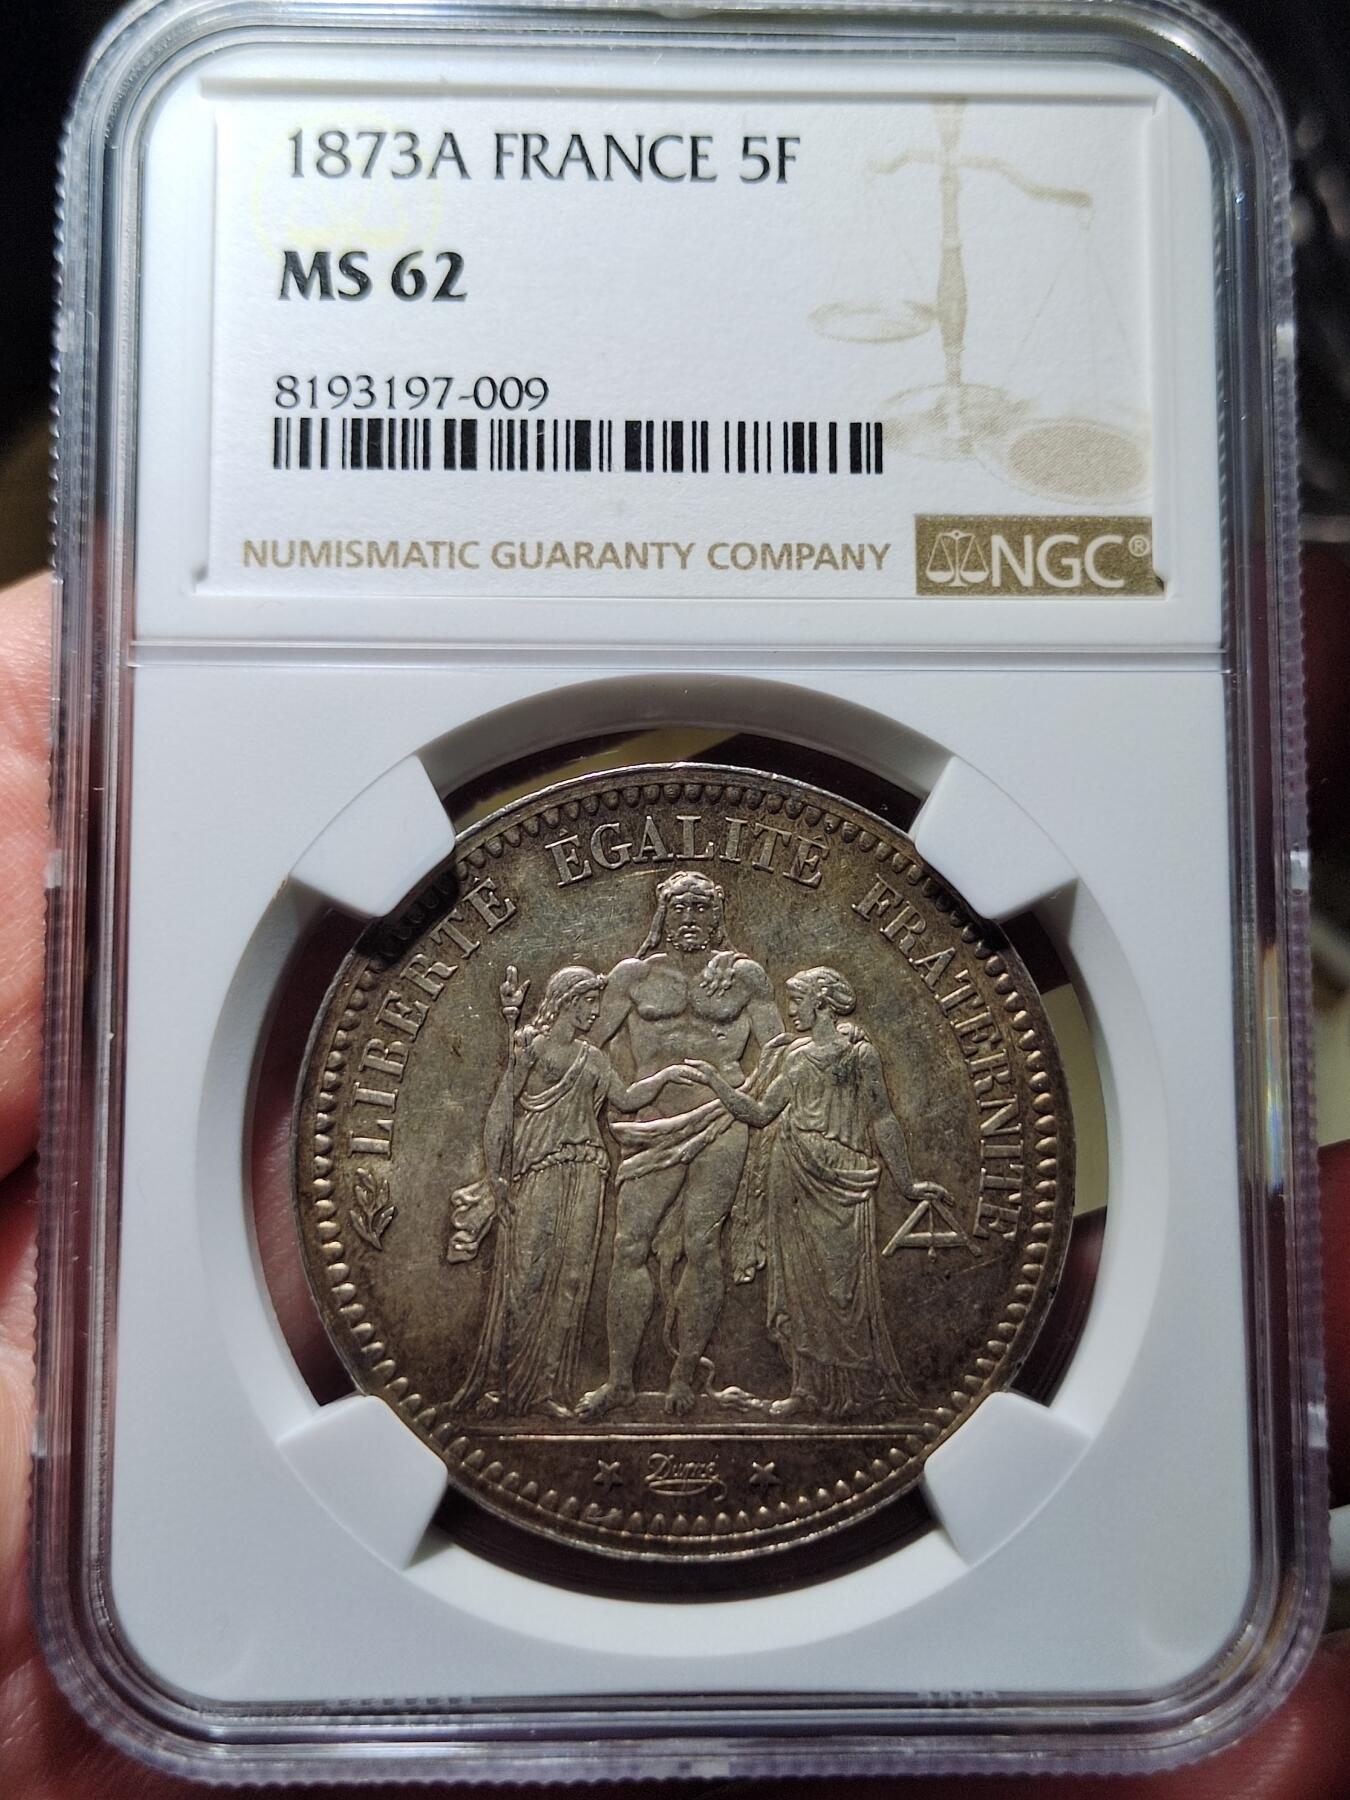 1873A FRANCE 5F
MS 62
8193197-009
NUMISMATIC GUARANTY COMPANY
NGC®
LIBERTÉ ÉGALITÉ FRATERNITÉ
Dupré